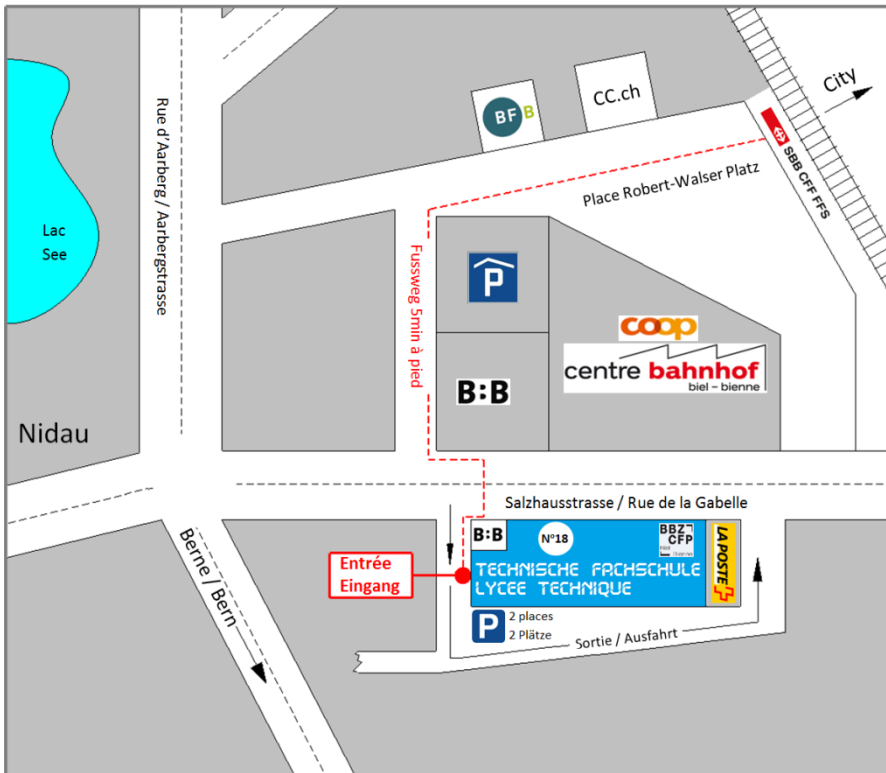 BFB
CC.ch
City
SBB CFF FFS
Place Robert-Walser Platz
Rue d'Aarberg / Aarbergstrasse
Lac
See
Fussweg 5min à pied
P
coop
centre bahnhof
biel – bienne
B:B
Nidau
Salzhausstrasse / Rue de la Gabelle
Berne / Bern
Entrée
Eingang
B:B
N°18
BBZ
CFP
Biel
Bienne
LA POSTE
TECHNISCHE FACHSCHULE
LYCEE TECHNIQUE
P
2 places
2 Plätze
Sortie / Ausfahrt